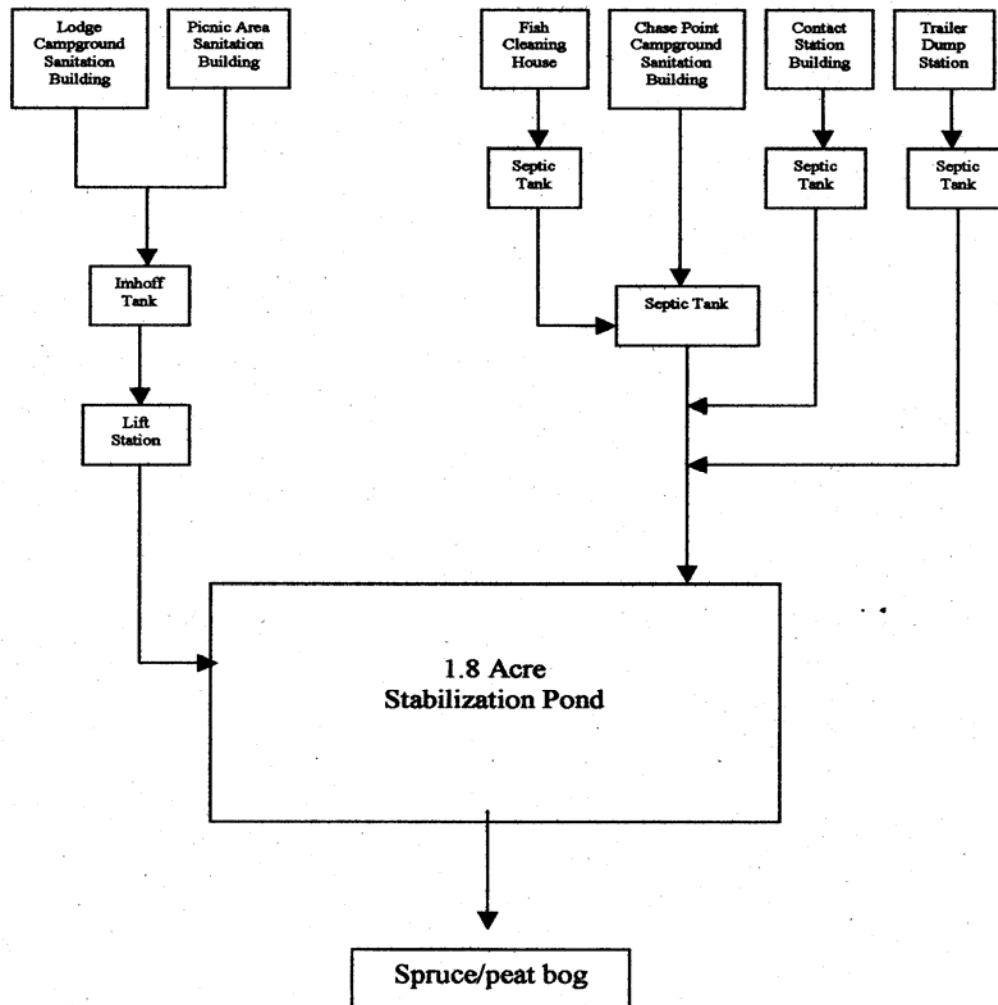 Lodge
Campground
Sanitation
Building
Picnic Area
Sanitation
Building
Fish
Cleaning
House
Chase Point
Campground
Sanitation
Building
Contact
Station
Building
Trailer
Dump
Station
Septic
Tank
Septic
Tank
Septic
Tank
Imhoff
Tank
Septic Tank
Lift
Station
1.8 Acre
Stabilization Pond
Spruce/peat bog